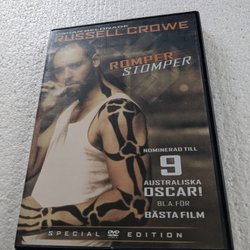 RUSSELL CROWE
ROMPER
STOMPER
NOMINERAD TILL
9
AUSTRALISKA
OSCAR!
BL.A. FÖR
BÄSTA FILM
SPECIAL DVD EDITION